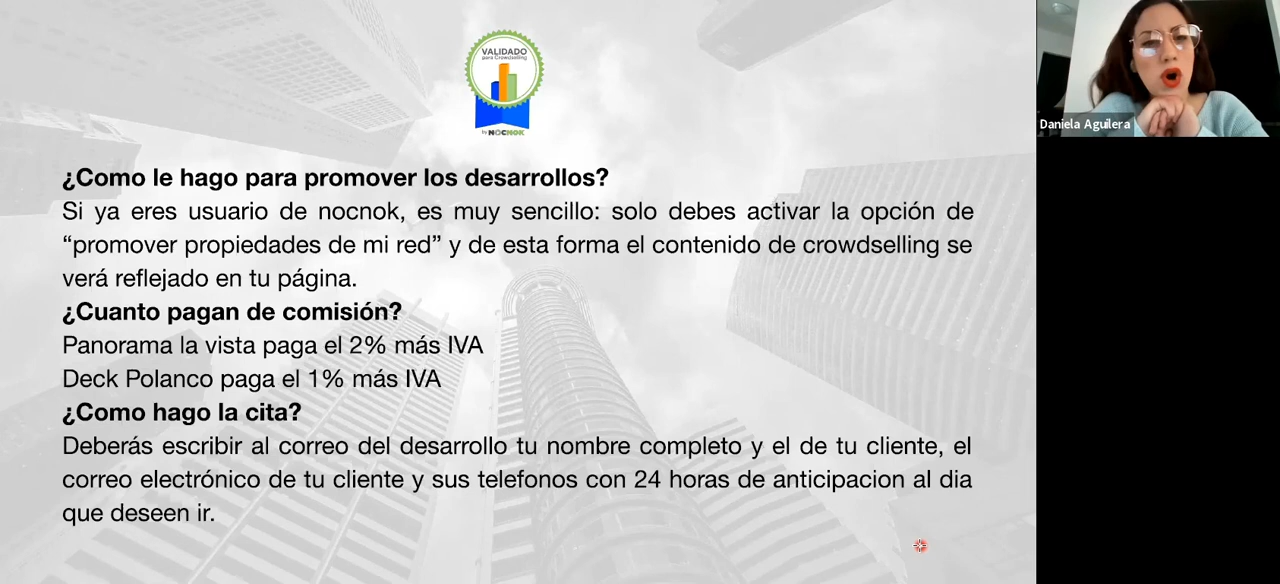 VALIDADO
para Crowdselling
by NOCNOK
¿Como le hago para promover los desarrollos?
Si ya eres usuario de nocnok, es muy sencillo: solo debes activar la opción de
“promover propiedades de mi red” y de esta forma el contenido de crowdselling se
verá reflejado en tu página.
¿Cuanto pagan de comisión?
Panorama la vista paga el 2% más IVA
Deck Polanco paga el 1% más IVA
¿Como hago la cita?
Deberás escribir al correo del desarrollo tu nombre completo y el de tu cliente, el
correo electrónico de tu cliente y sus telefonos con 24 horas de anticipacion al dia
que deseen ir.
Daniela Aguilera